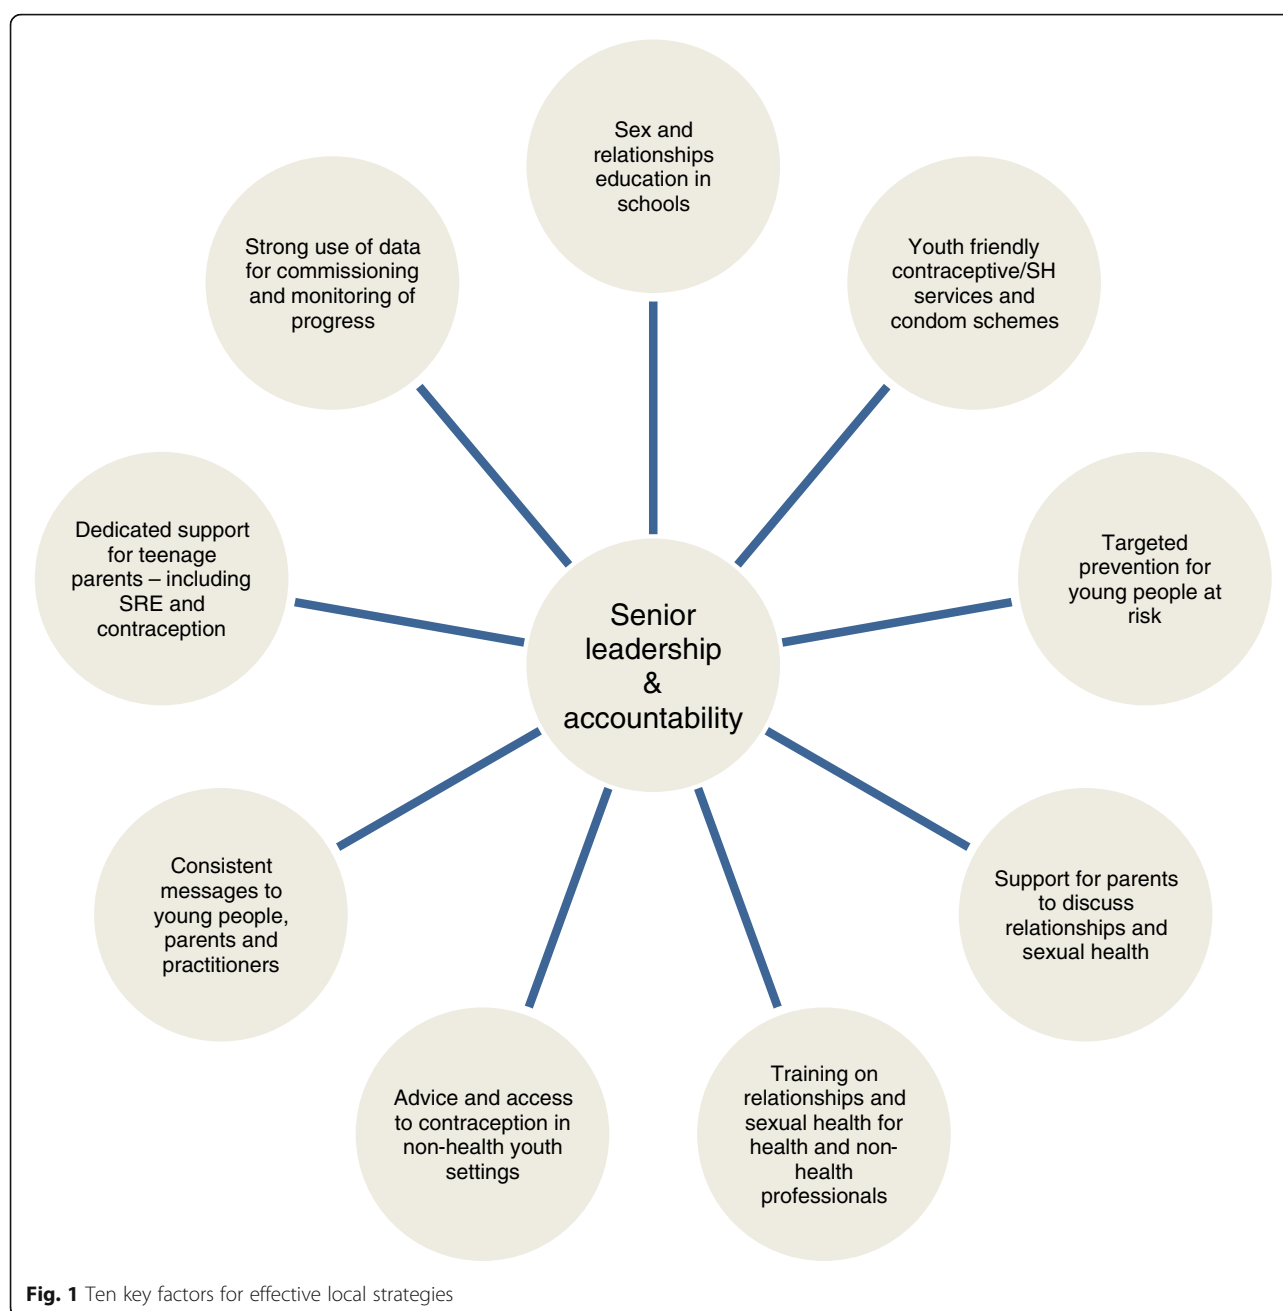 Sex and
relationships
education in
schools
Youth friendly
contraceptive/SH
services and
condom schemes
Targeted
prevention for
young people at
risk
Support for parents
to discuss
relationships and
sexual health
Training on
relationships and
sexual health for
health and non-
health
professionals
Advice and access
to contraception in
non-health youth
settings
Consistent
messages to
young people,
parents and
practitioners
Dedicated support
for teenage
parents – including
SRE and
contraception
Strong use of data
for commissioning
and monitoring of
progress
Senior
leadership
&
accountability
Fig. 1 Ten key factors for effective local strategies